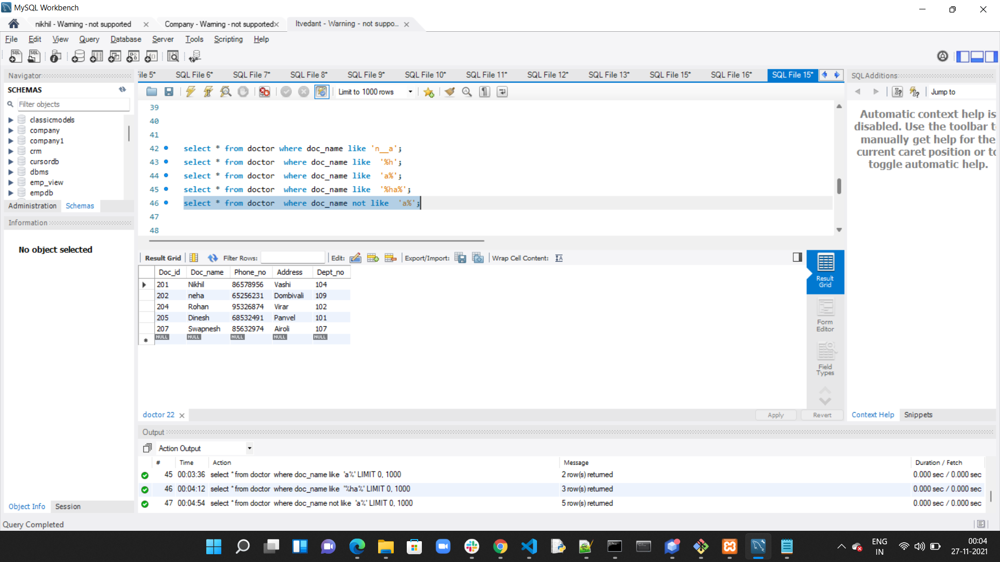 MySQL Workbench
nikhil - Warning - not supported
Company - Warning - not supported
Itvedant - Warning - not suppo...
File Edit View Query Database Server Tools Scripting Help
Navigator
SCHEMAS
Filter objects
classicmodels
company
company1
crm
cursordb
dbms
emp_view
empdb
Administration Schemas
Information
No object selected
Object Info Session
ile 5* SQL File 6* SQL File 7* SQL File 8* SQL File 9* SQL File 10* SQL File 11* SQL File 12* SQL File 13* SQL File 15* SQL File 16* SQL File 15*
Limit to 1000 rows
39
40
41
42 select * from doctor where doc_name like 'n__a';
43 select * from doctor  where doc_name like  '%h';
44 select * from doctor  where doc_name like  'a%';
45 select * from doctor  where doc_name like  '%ha%';
46 select * from doctor  where doc_name not like  'a%';
47
48
Result Grid Filter Rows: Edit: Export/Import: Wrap Cell Content:
Doc_id Doc_name Phone_no Address Dept_no
201 Nikhil 86578956 Vashi 104
202 neha 65256231 Dombivali 109
204 Rohan 95326874 Virar 102
205 Dinesh 68532491 Panvel 101
207 Swapnesh 85632974 Airoli 107
NULL NULL NULL NULL NULL
Result
Grid
Form
Editor
Field
Types
doctor 22
Apply Revert
SQLAdditions
Jump to
Automatic context help is
disabled. Use the toolbar t
manually get help for the
current caret position or to
toggle automatic help.
Context Help Snippets
Output
Action Output
# Time Action Message Duration / Fetch
45 00:03:36 select * from doctor  where doc_name like  'a%' LIMIT 0, 1000 2 row(s) returned 0.000 sec / 0.000 sec
46 00:04:12 select * from doctor  where doc_name like  '%ha%' LIMIT 0, 1000 3 row(s) returned 0.000 sec / 0.000 sec
47 00:04:54 select * from doctor  where doc_name not like  'a%' LIMIT 0, 1000 5 row(s) returned 0.000 sec / 0.000 sec
Query Completed
ENG
IN
00:04
27-11-2021